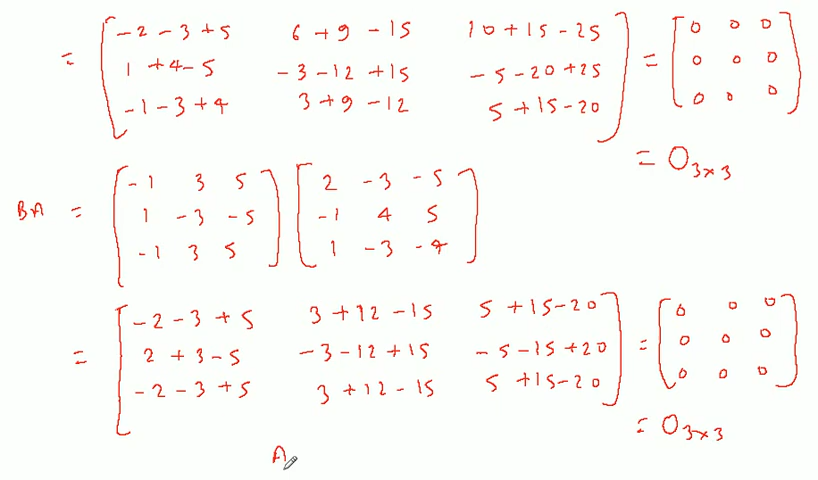 = [ -2-3+5 6+9-15 10+15-25 ] = [ 0 0 0 ]
1+4-5 -3-12+15 -5-20+25 0 0 0
-1-3+4 3+9-12 5+15-20 0 0 0
= O3×3
BA = [ -1 3 5 ] [ 2 -3 -5 ]
1 -3 -5 -1 4 5
-1 3 5 1 -3 -4
= [ -2-3+5 3+12-15 5+15-20 ] = [ 0 0 0 ]
2+3-5 -3-12+15 -5-15+20 0 0 0
-2-3+5 3+12-15 5+15-20 0 0 0
= O3×3
A